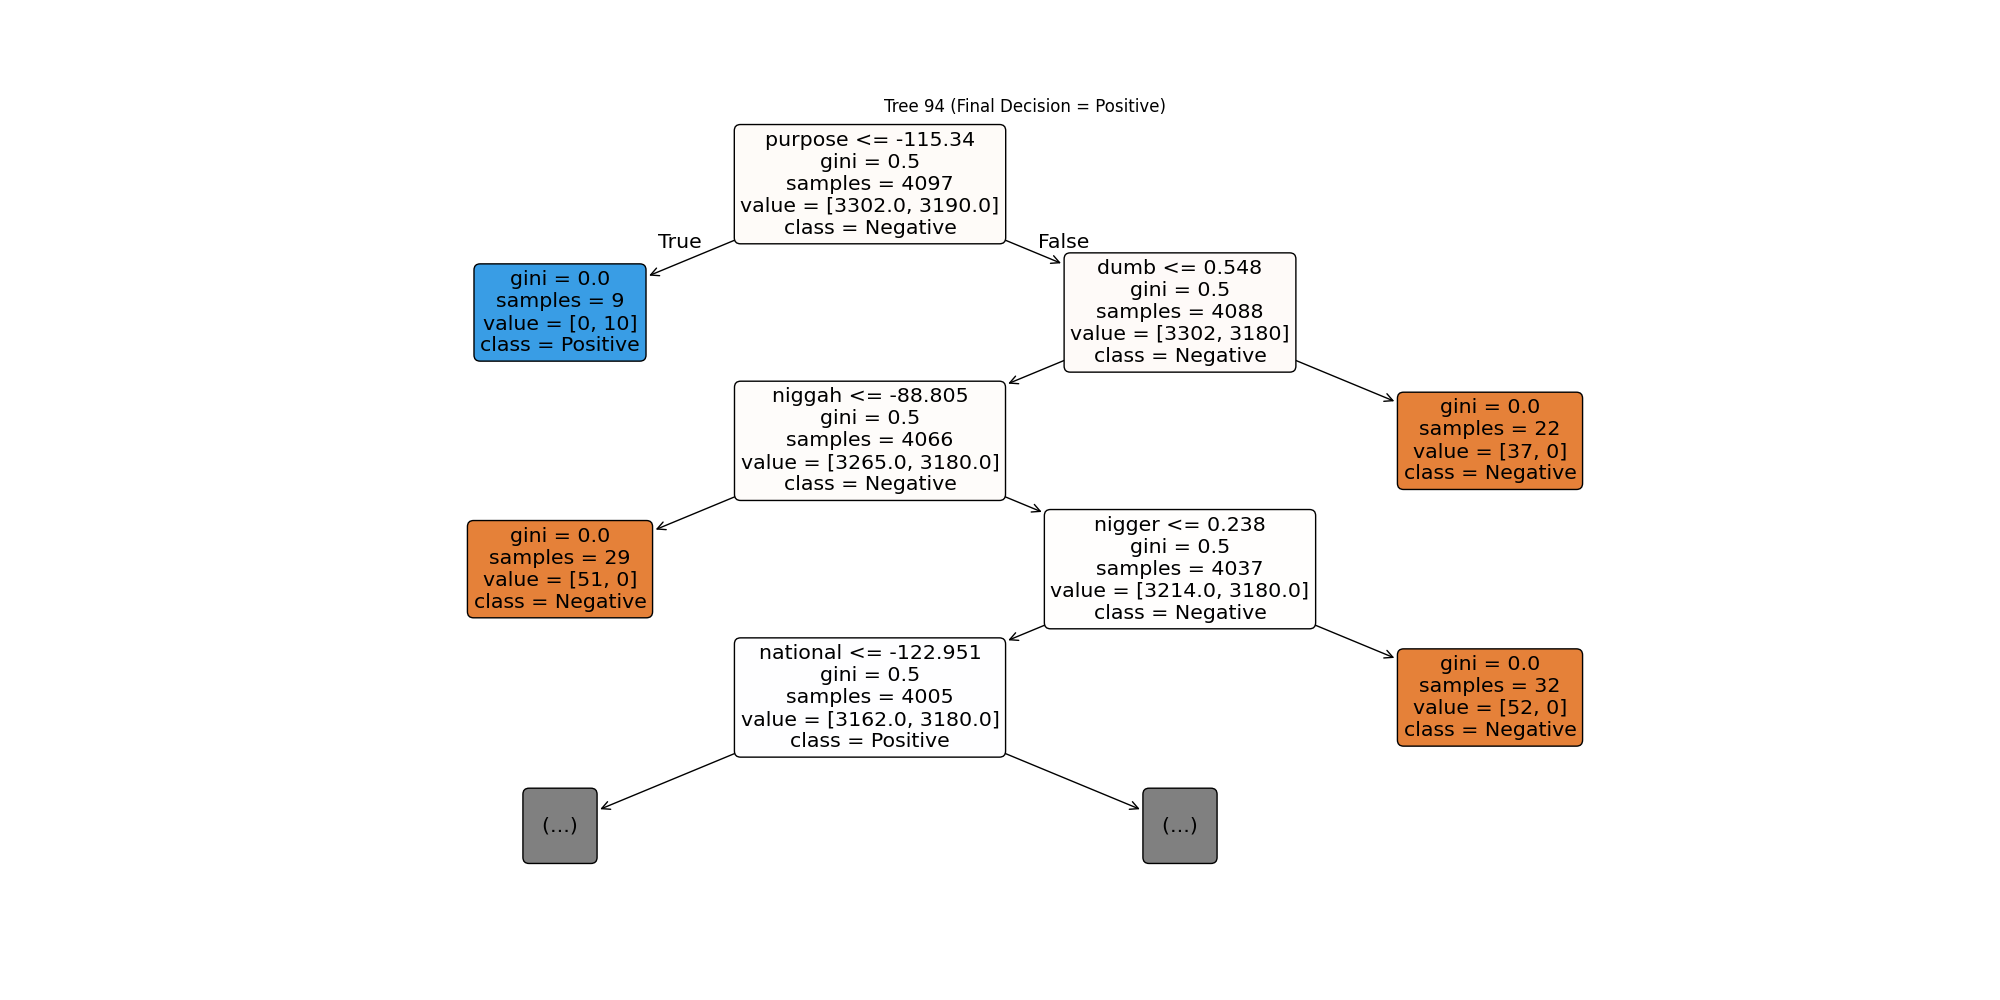 Tree 94 (Final Decision = Positive)
purpose <= -115.34
gini = 0.5
samples = 4097
value = [3302.0, 3190.0]
class = Negative
True
False
gini = 0.0
samples = 9
value = [0, 10]
class = Positive
dumb <= 0.548
gini = 0.5
samples = 4088
value = [3302, 3180]
class = Negative
niggah <= -88.805
gini = 0.5
samples = 4066
value = [3265.0, 3180.0]
class = Negative
gini = 0.0
samples = 22
value = [37, 0]
class = Negative
gini = 0.0
samples = 29
value = [51, 0]
class = Negative
nigger <= 0.238
gini = 0.5
samples = 4037
value = [3214.0, 3180.0]
class = Negative
national <= -122.951
gini = 0.5
samples = 4005
value = [3162.0, 3180.0]
class = Positive
gini = 0.0
samples = 32
value = [52, 0]
class = Negative
(...)
(...)